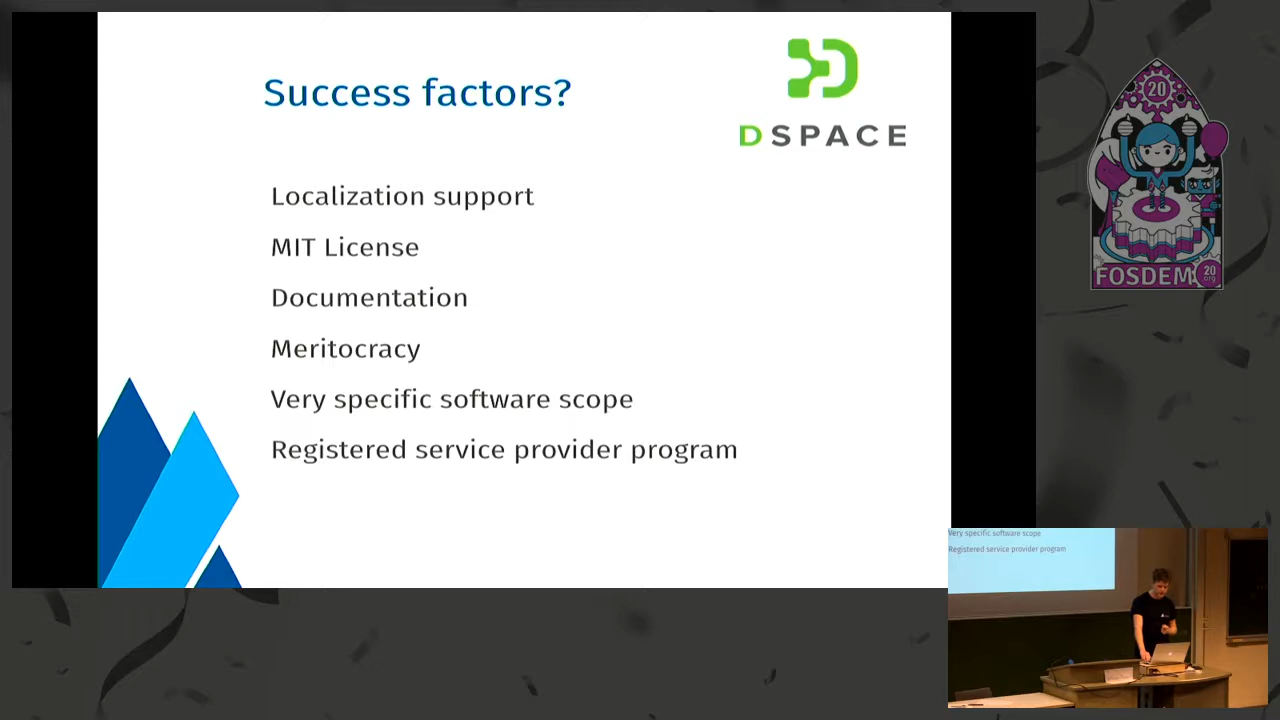 Success factors?
DSPACE
Localization support
MIT License
Documentation
Meritocracy
Very specific software scope
Registered service provider program
20
FOSDEM 20
.org
Very specific software scope
Registered service provider program